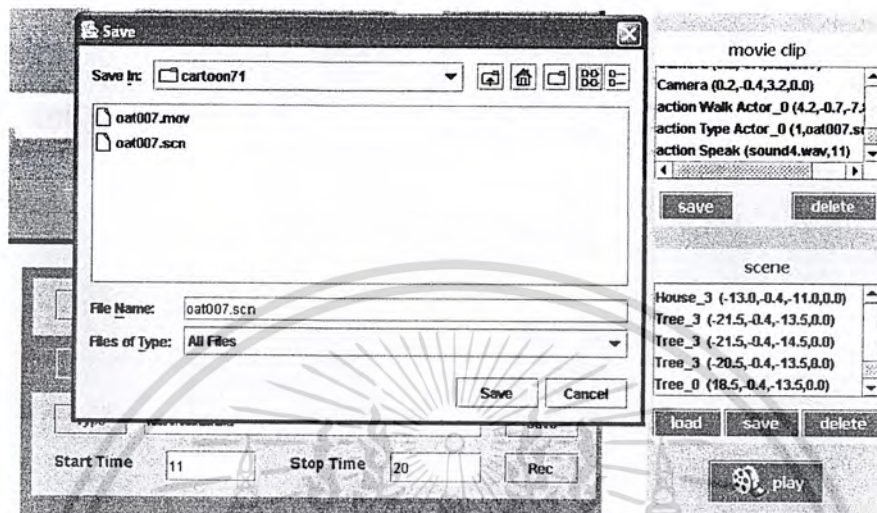 Save
Save In: cartoon71
oat007.mov
oat007.scn
File Name: oat007.scn
Files of Type: All Files
Save Cancel
Start Time 11 Stop Time 20 Rec
movie clip
Camera (0.2,-0.4,3.2,0.0)
action Walk Actor_0 (4.2,-0.7,-7.
action Type Actor_0 (1,oat007.s
action Speak (sound4.wav,11)
save delete
scene
House_3 (-13.0,-0.4,-11.0,0.0)
Tree_3 (-21.5,-0.4,-13.5,0.0)
Tree_3 (-21.5,-0.4,-14.5,0.0)
Tree_3 (-20.5,-0.4,-13.5,0.0)
Tree_0 (18.5,-0.4,-13.5,0.0)
load save delete
play